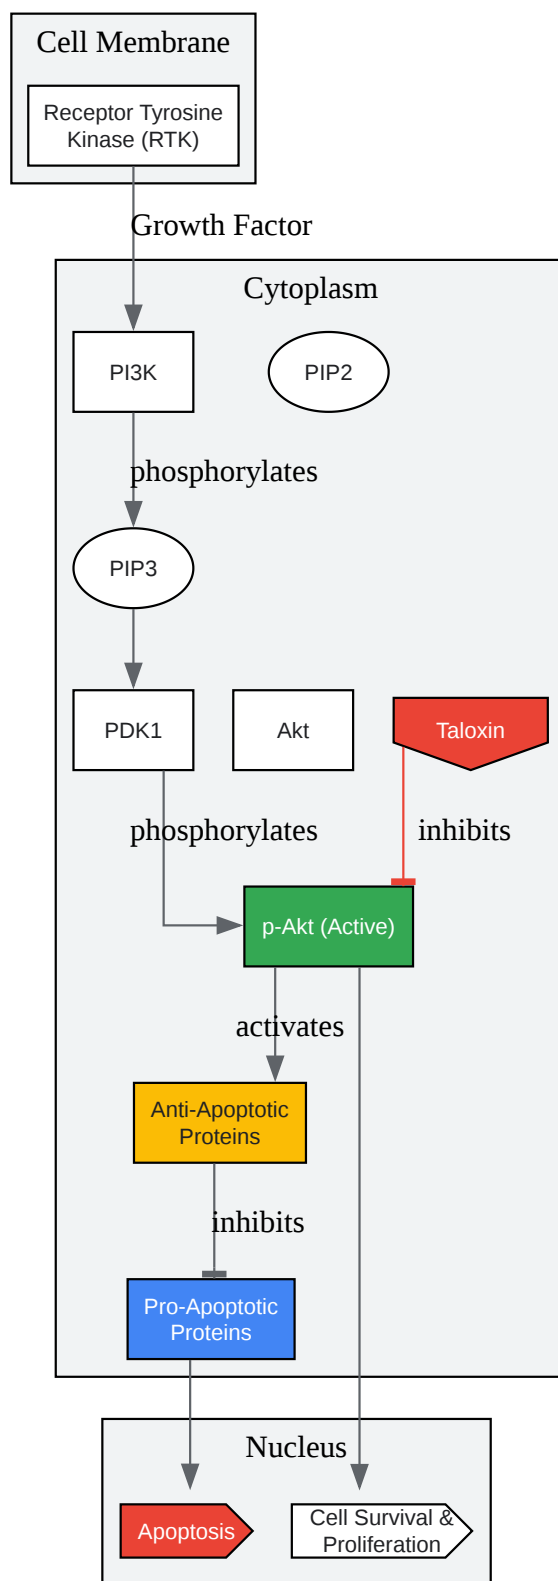 Cell Membrane
Receptor Tyrosine
Kinase (RTK)
Growth Factor
Cytoplasm
PI3K
PIP2
phosphorylates
PIP3
PDK1
Akt
Taloxin
phosphorylates
inhibits
p-Akt (Active)
activates
Anti-Apoptotic
Proteins
inhibits
Pro-Apoptotic
Proteins
Nucleus
Apoptosis
Cell Survival &
Proliferation